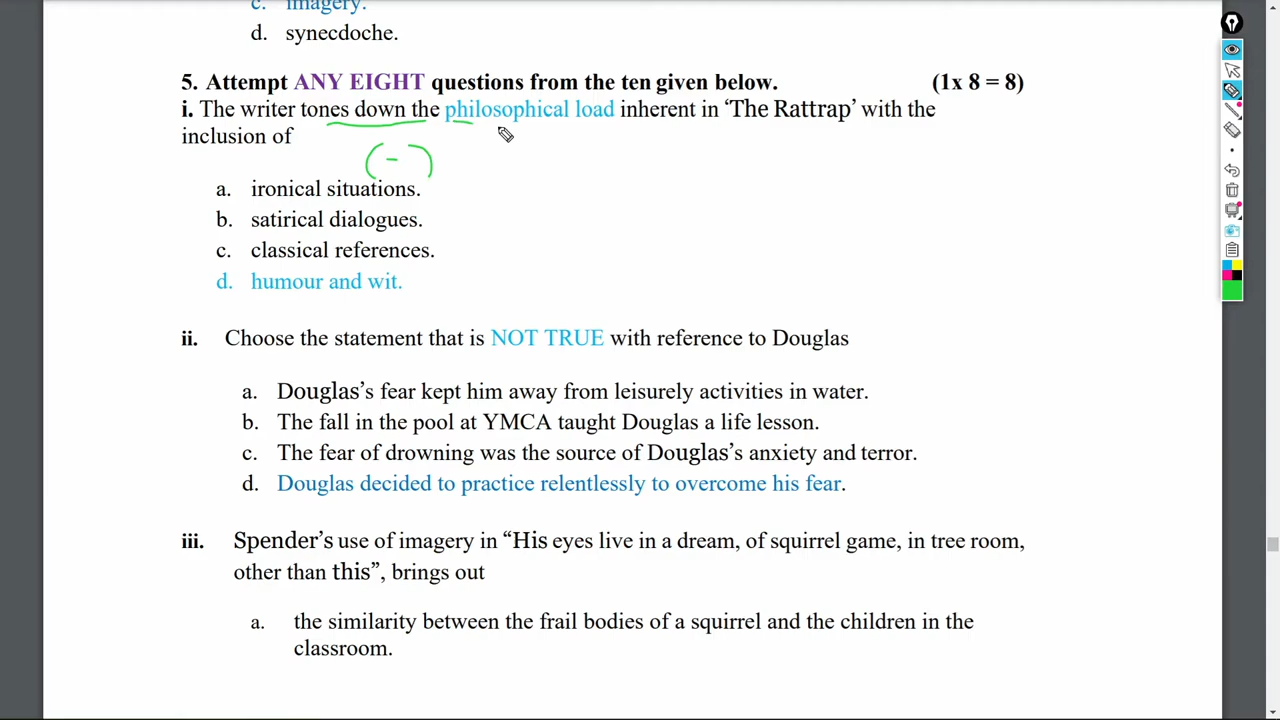 c. imagery.
d. synecdoche.
5. Attempt ANY EIGHT questions from the ten given below. (1x 8 = 8)
i. The writer tones down the philosophical load inherent in ‘The Rattrap’ with the
inclusion of
(-)
a. ironical situations.
b. satirical dialogues.
c. classical references.
d. humour and wit.
ii. Choose the statement that is NOT TRUE with reference to Douglas
a. Douglas’s fear kept him away from leisurely activities in water.
b. The fall in the pool at YMCA taught Douglas a life lesson.
c. The fear of drowning was the source of Douglas’s anxiety and terror.
d. Douglas decided to practice relentlessly to overcome his fear.
iii. Spender’s use of imagery in “His eyes live in a dream, of squirrel game, in tree room,
other than this”, brings out
a. the similarity between the frail bodies of a squirrel and the children in the
classroom.